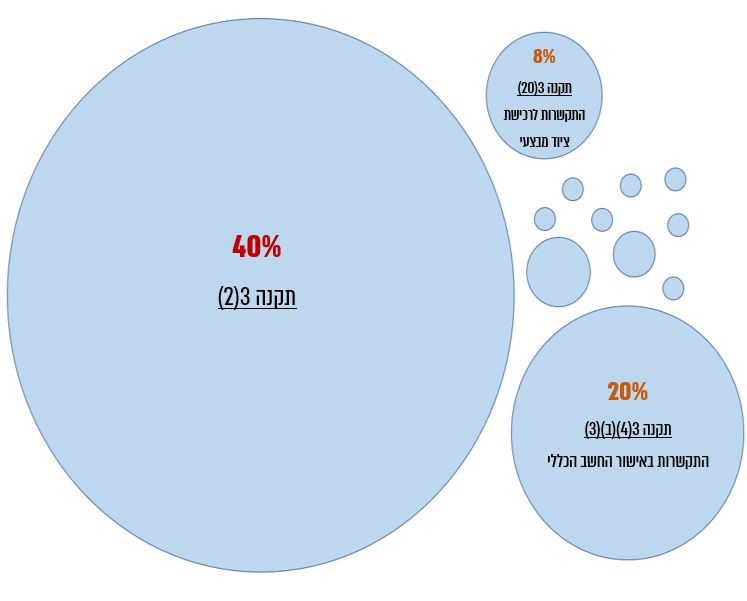 8%
תקנה 3(20)
התקשרות לרכישת
ציוד מבצעי
40%
תקנה 3(2)
20%
תקנה 3(4)(ב)(3)
התקשרות באישור החשב הכללי